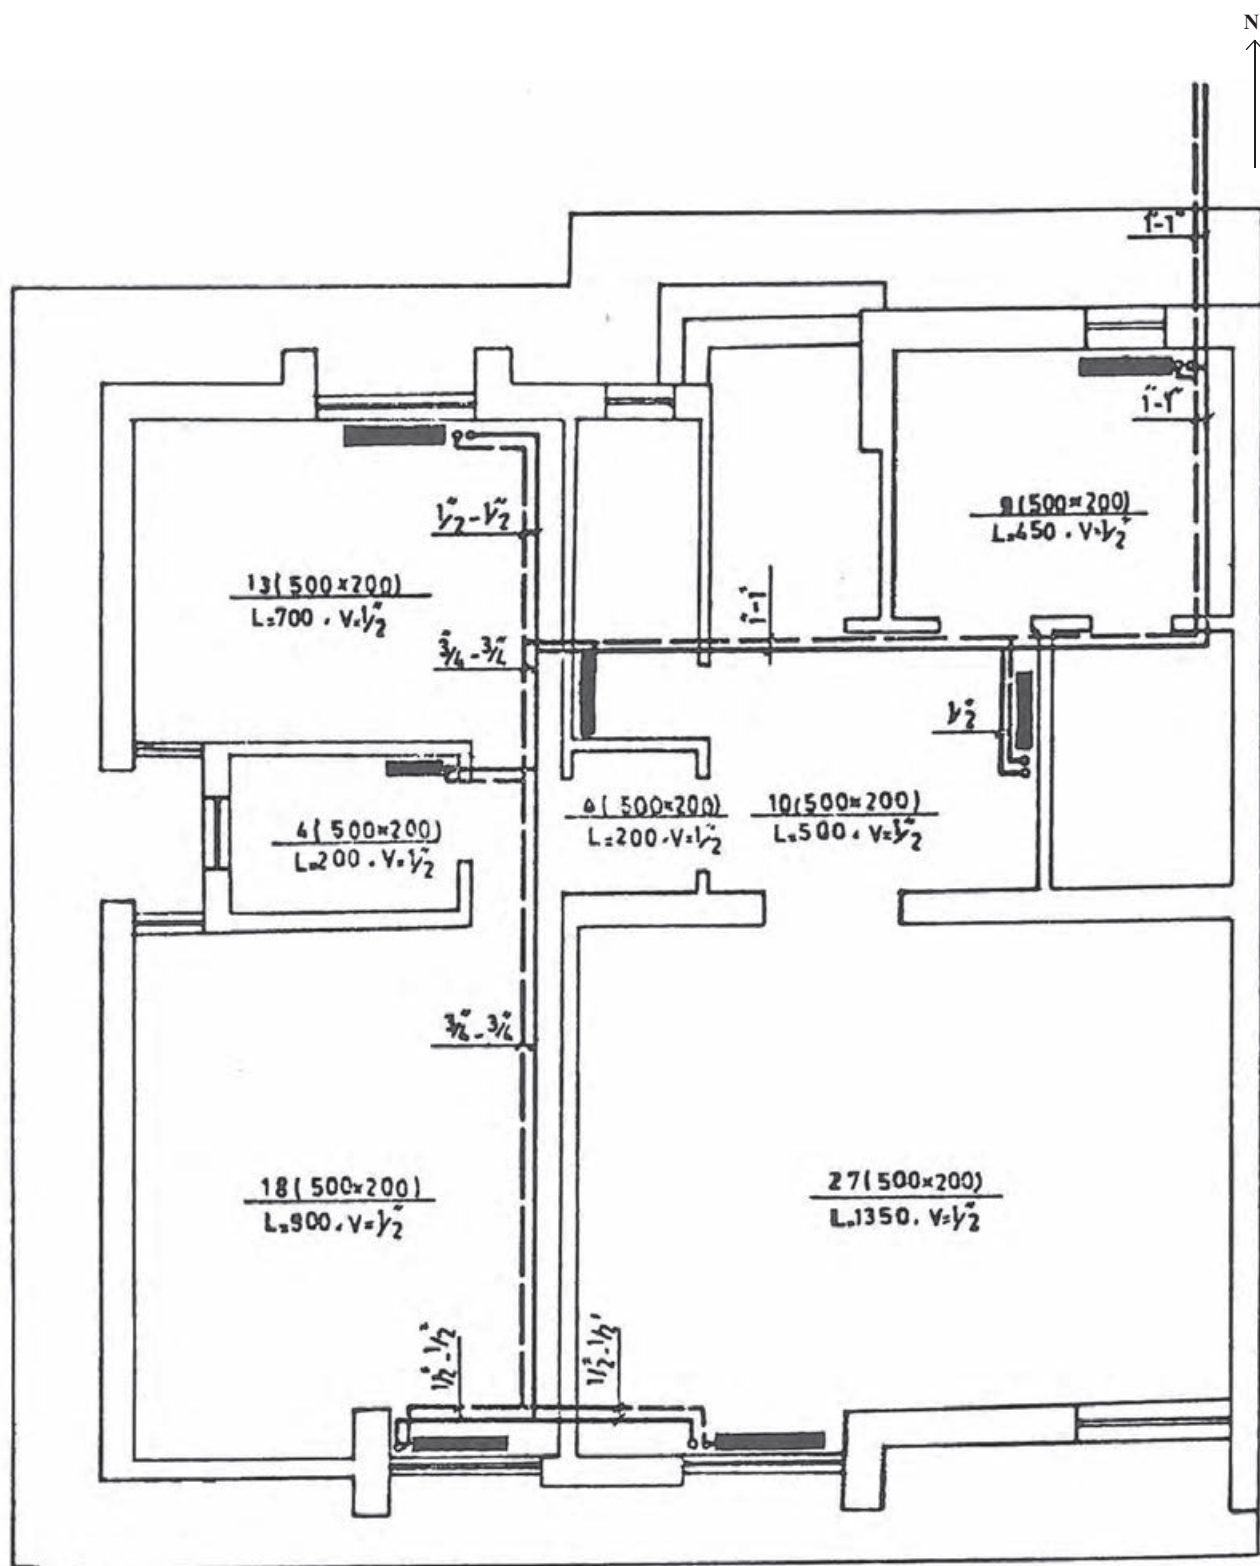 N
1"-1"
1"-1"
1/2"-1/2"
9(500×200)
L=450. V=1/2"
13(500×200)
L=700. V=1/2"
1"-1"
3/4"-3/4"
1/2"
4(500×200)
L=200. V=1/2"
4(500×200)
L=200. V=1/2"
10(500×200)
L=500. V=1/2"
3/4"-3/4"
18(500×200)
L=900. V=1/2"
27(500×200)
L=1350. V=1/2"
1/2"-1/2"
1/2"-1/2"